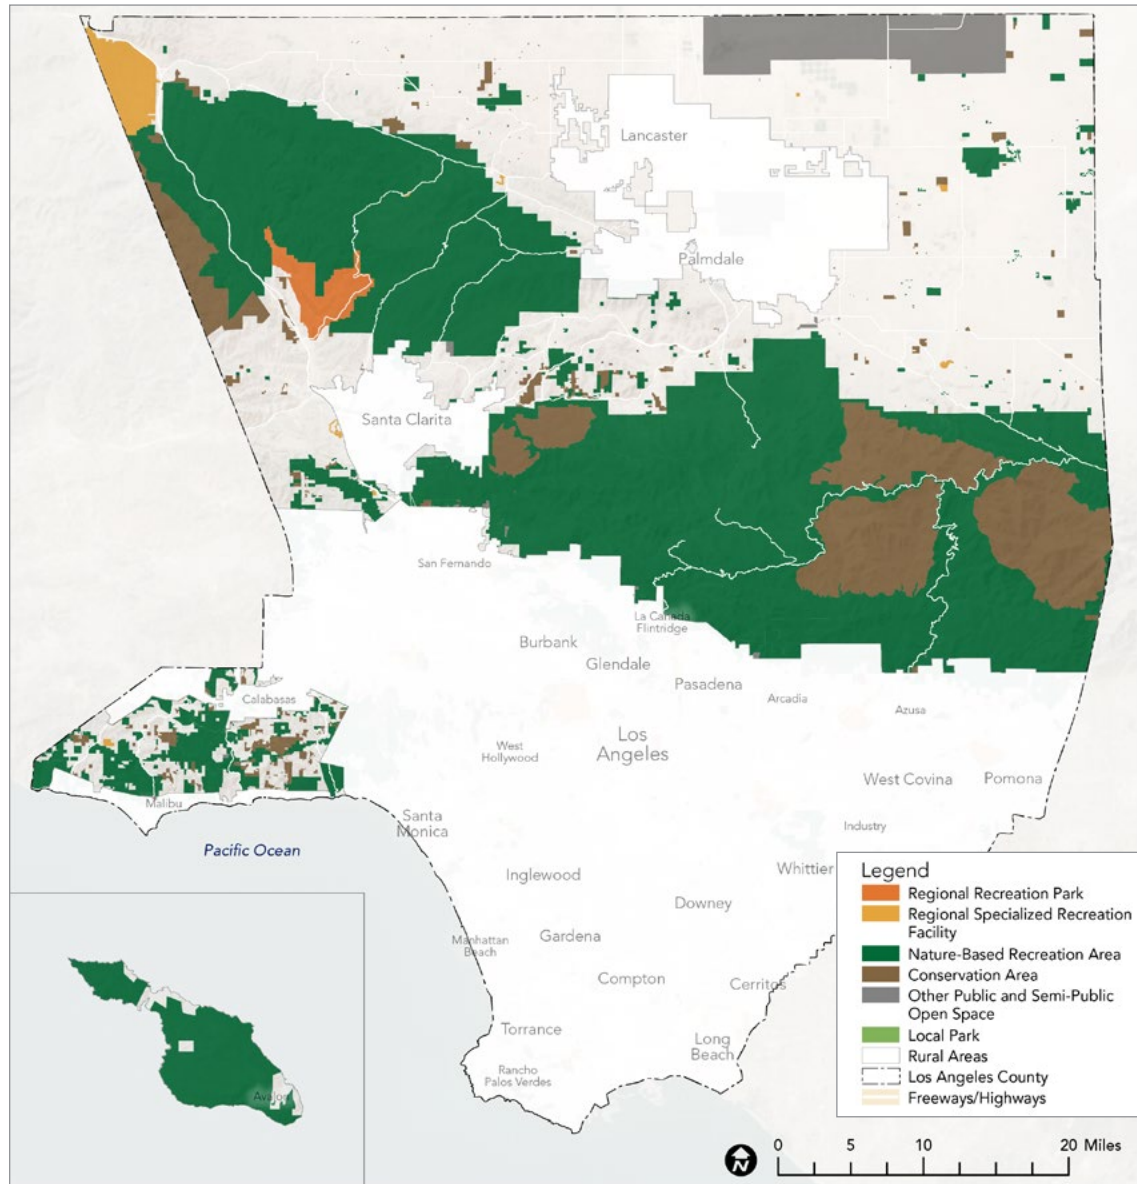 Lancaster
Palmdale
Santa Clarita
San Fernando
La Cañada
Flintridge
Burbank
Glendale
Pasadena
Calabasas
Arcadia
Azusa
West
Hollywood
Los
Angeles
West Covina
Pomona
Malibu
Santa
Monica
Industry
Pacific Ocean
Inglewood
Whittier
Downey
Manhattan
Beach
Gardena
Compton
Cerritos
Torrance
Long
Beach
Rancho
Palos Verdes
Avalon
Legend
Regional Recreation Park
Regional Specialized Recreation
Facility
Nature-Based Recreation Area
Conservation Area
Other Public and Semi-Public
Open Space
Local Park
Rural Areas
Los Angeles County
Freeways/Highways
N
0 5 10 20 Miles